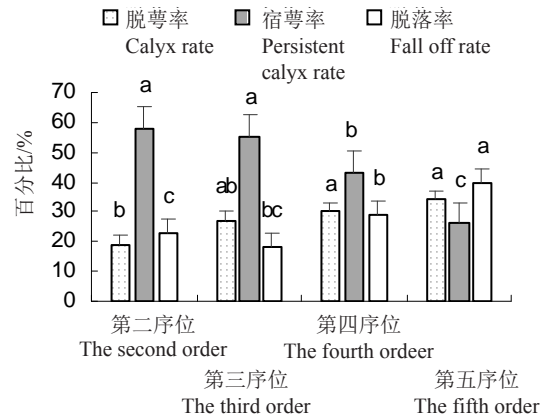 脱萼率 宿萼率 脱落率
Calyx rate Persistent Fall off rate
calyx rate
百分比/%
70
60
50
40
30
20
10
0
b a c ab a bc a b b a c a
第二序位 第四序位
The second order The fourth ordeer
第三序位 第五序位
The third order The fifth order